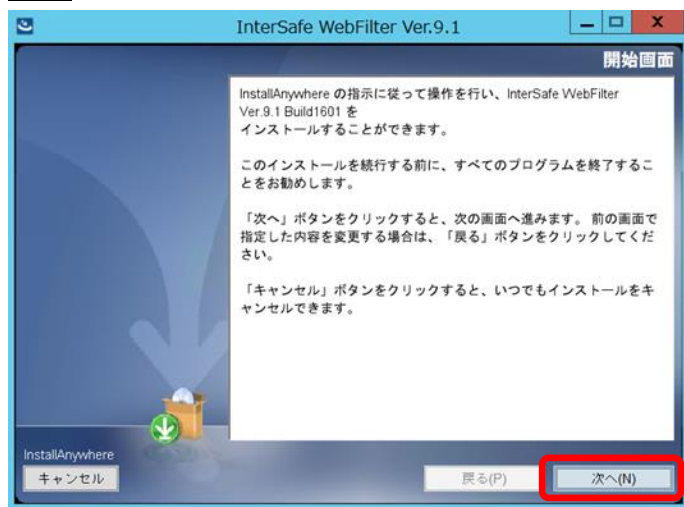 InterSafe WebFilter Ver.9.1
開始画面
InstallAnywhere の指示に従って操作を行い、InterSafe WebFilter
Ver.9.1 Build1601 を
インストールすることができます。
このインストールを続行する前に、すべてのプログラムを終了するこ
とをお勧めします。
「次へ」ボタンをクリックすると、次の画面へ進みます。 前の画面で
指定した内容を変更する場合は、「戻る」ボタンをクリックしてくだ
さい。
「キャンセル」ボタンをクリックすると、いつでもインストールをキ
ャンセルできます。
InstallAnywhere
キャンセル
戻る(P)
次へ(N)